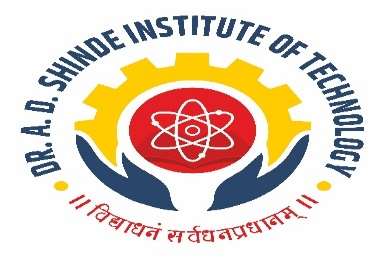 DR. A. D. SHINDE INSTITUTE OF TECHNOLOGY
॥ विद्याधनं सर्वधनप्रधानम् ॥